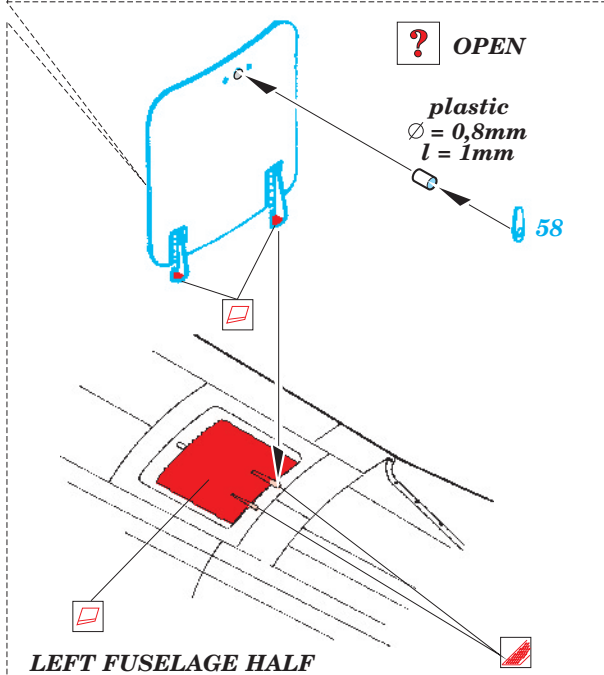 ? OPEN
plastic
∅ = 0,8mm
l = 1mm
58
LEFT FUSELAGE HALF